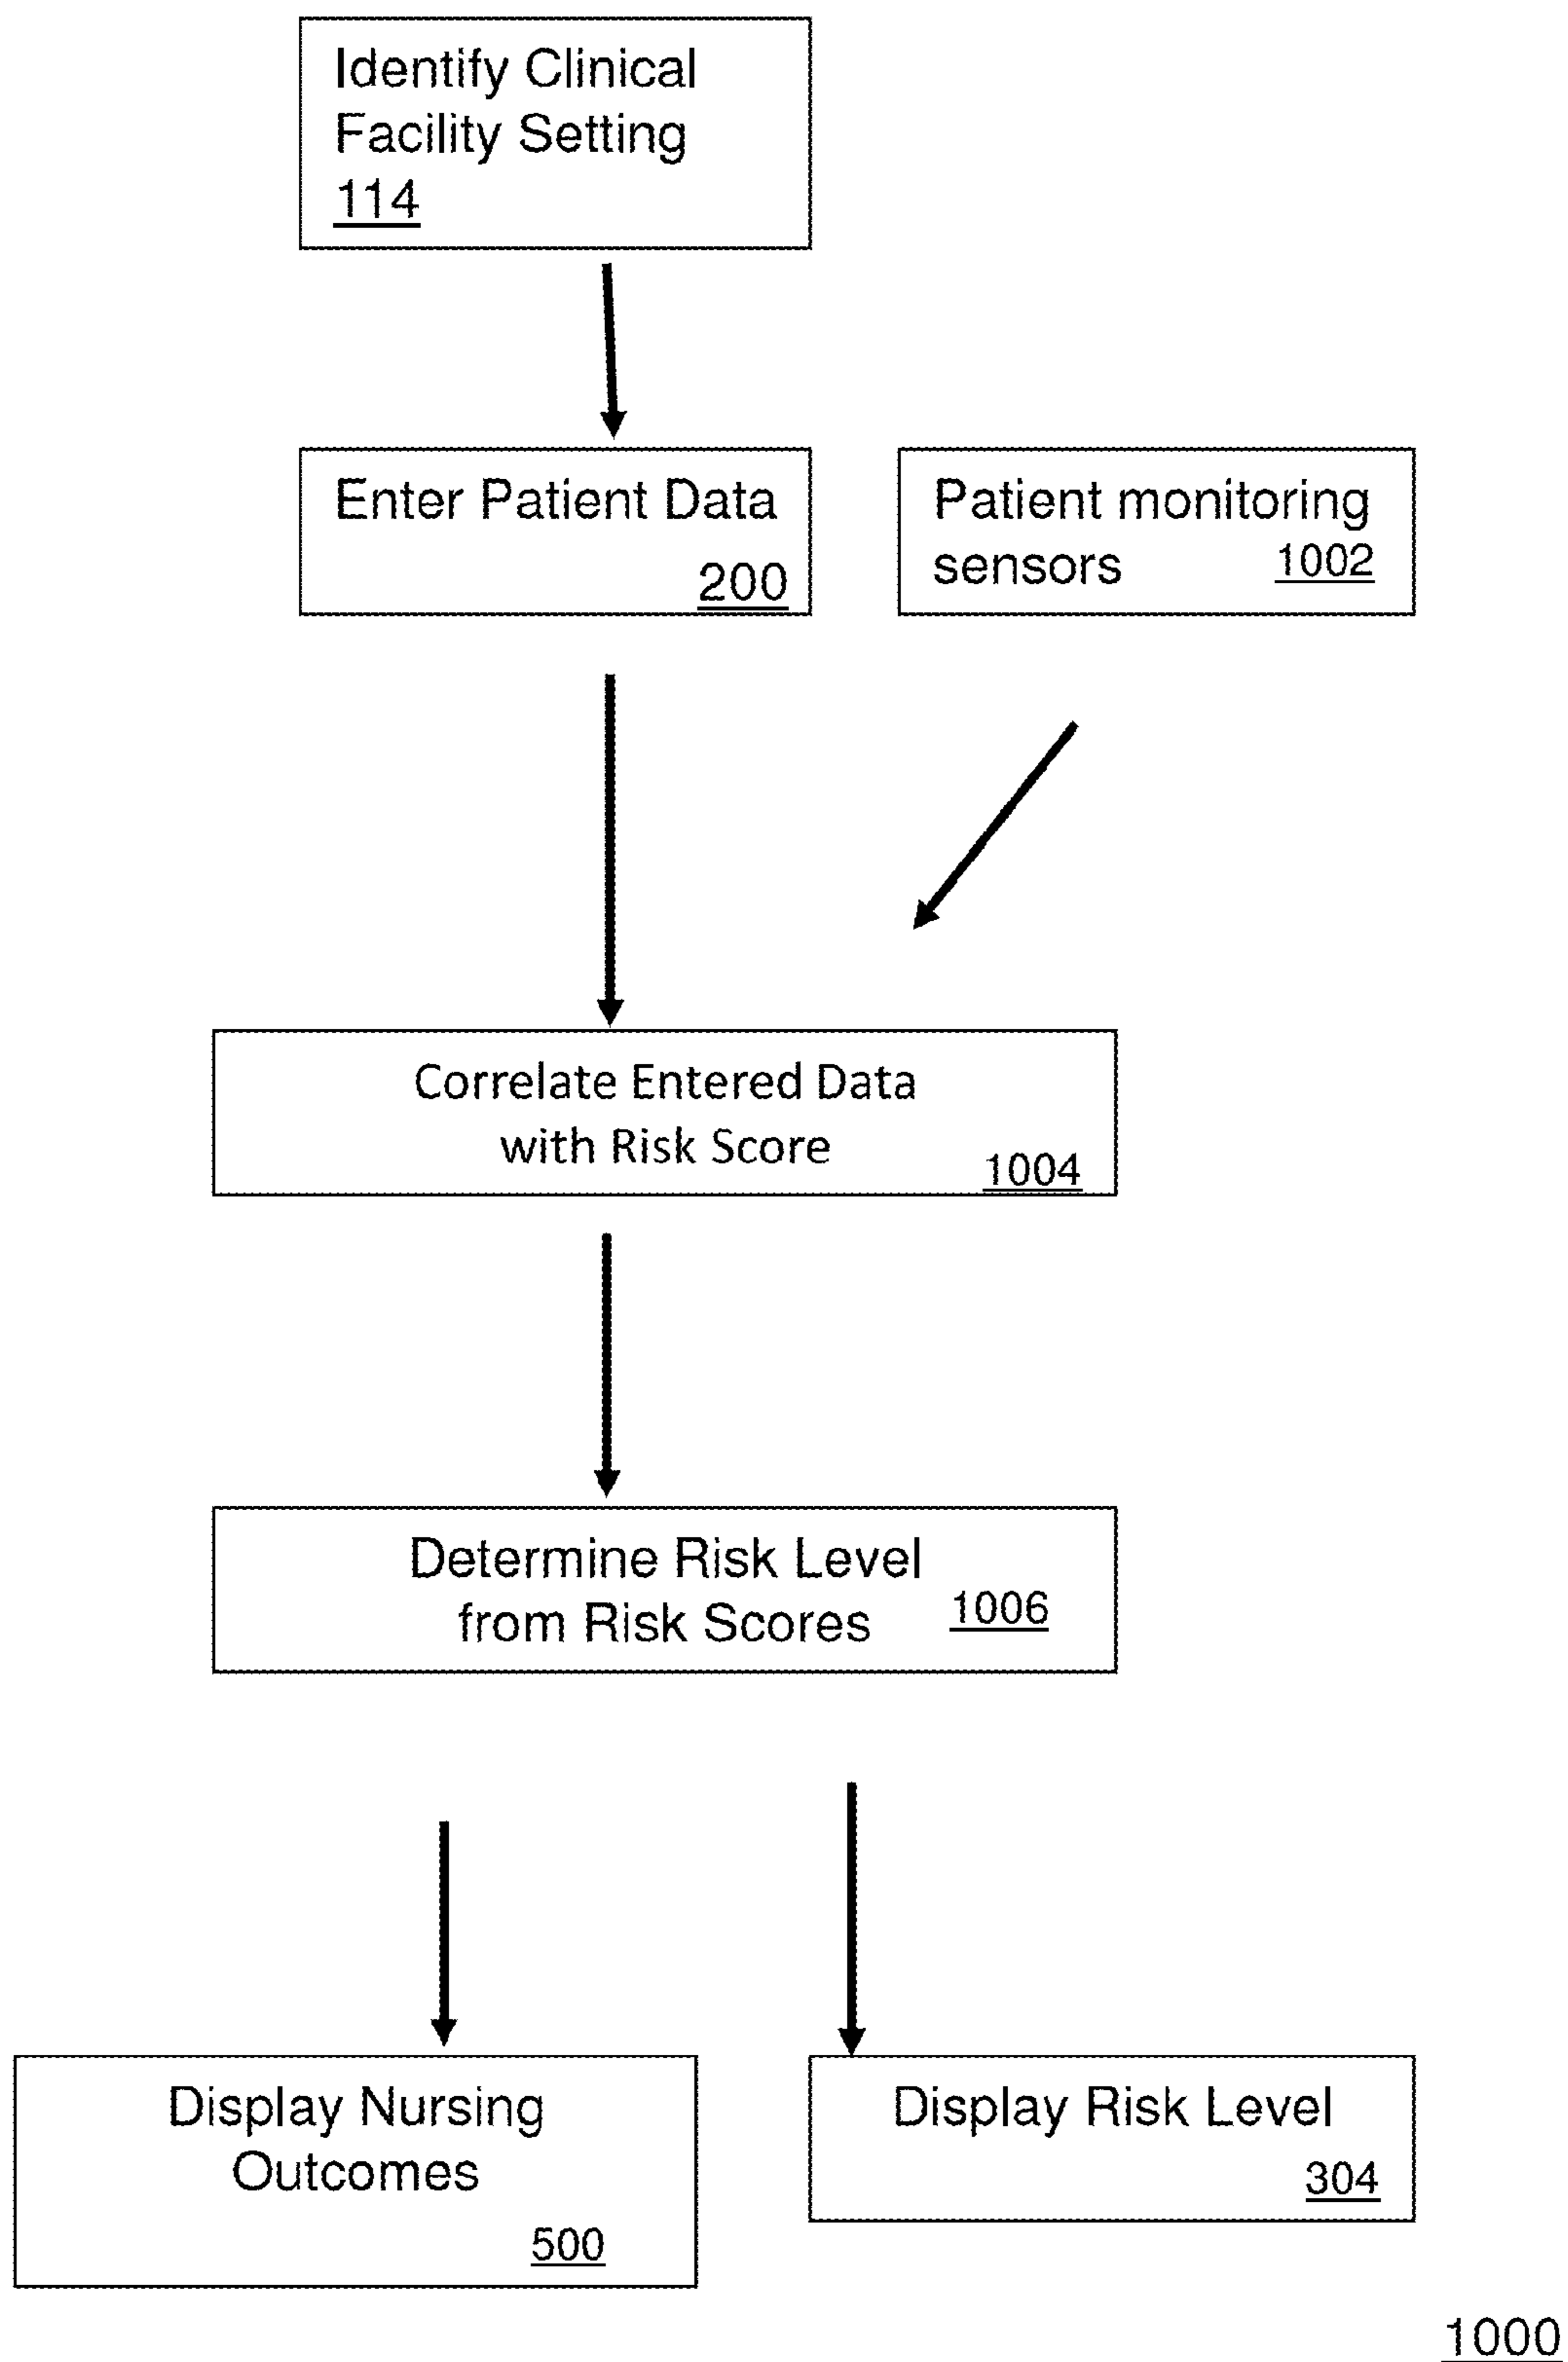 Identify Clinical
Facility Setting
114
Enter Patient Data
200
Patient monitoring
sensors 1002
Correlate Entered Data
with Risk Score
1004
Determine Risk Level
from Risk Scores 1006
Display Nursing
Outcomes
500
Display Risk Level
304
1000